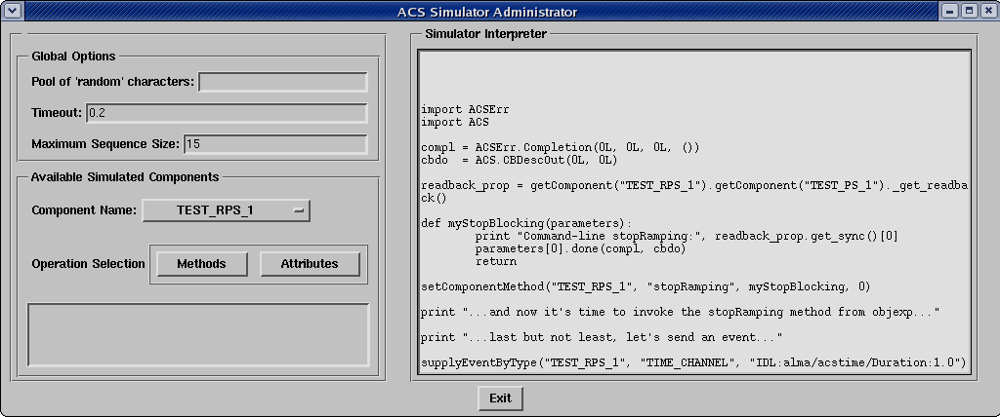 ACS Simulator Administrator
Global Options
Pool of 'random' characters:
Timeout: 0.2
Maximum Sequence Size: 15
Available Simulated Components
Component Name: TEST_RPS_1
Operation Selection Methods Attributes
Simulator Interpreter
import ACSErr
import ACS
compl = ACSErr.Completion(0L, 0L, 0L, ())
cbdo  = ACS.CBDescOut(0L, 0L)
readback_prop = getComponent("TEST_RPS_1").getComponent("TEST_PS_1")._get_readba
ck()
def myStopBlocking(parameters):
        print "Command-line stopRamping:", readback_prop.get_sync()[0]
        parameters[0].done(compl, cbdo)
        return
setComponentMethod("TEST_RPS_1", "stopRamping", myStopBlocking, 0)
print "...and now it's time to invoke the stopRamping method from objexp..."
print "...last but not least, let's send an event..."
supplyEventByType("TEST_RPS_1", "TIME_CHANNEL", "IDL:alma/acstime/Duration:1.0")
Exit